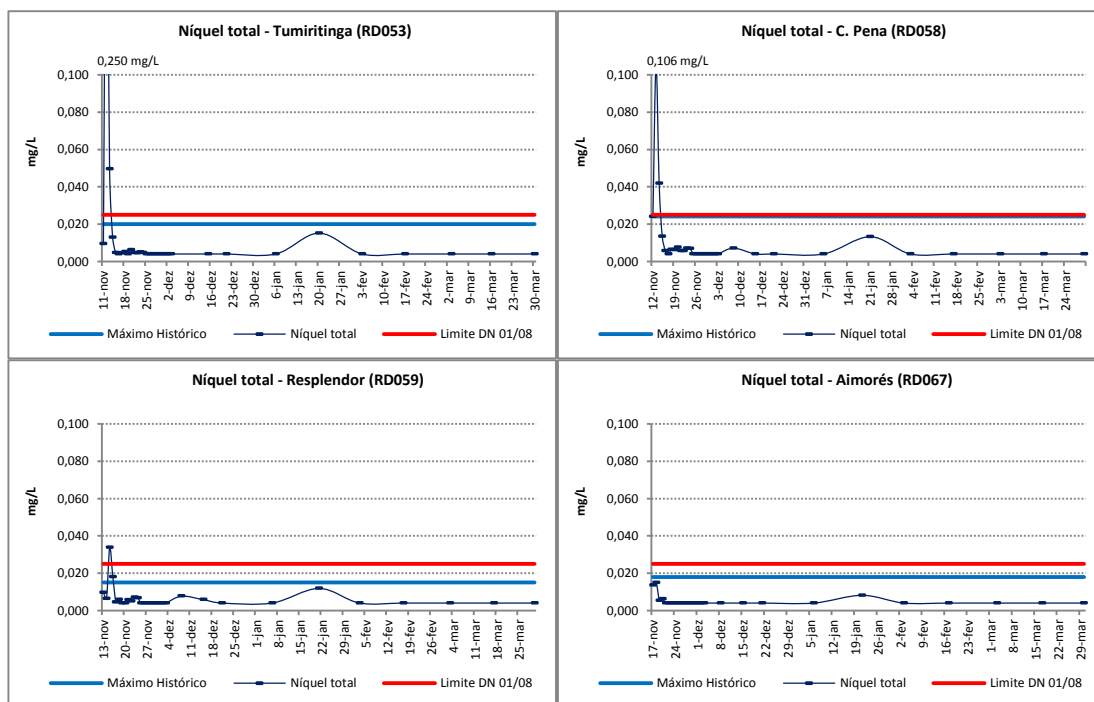 Níquel total - Tumiritinga (RD053)
0,250 mg/L
0,100
0,080
0,060
0,040
0,020
0,000
mg/L
11-nov 18-nov 25-nov 2-dez 9-dez 16-dez 23-dez 30-dez 6-jan 13-jan 20-jan 27-jan 3-fev 10-fev 17-fev 24-fev 2-mar 9-mar 16-mar 23-mar 30-mar
Máximo Histórico Níquel total Limite DN 01/08
Níquel total - C. Pena (RD058)
0,106 mg/L
0,100
0,080
0,060
0,040
0,020
0,000
mg/L
12-nov 19-nov 26-nov 3-dez 10-dez 17-dez 24-dez 31-dez 7-jan 14-jan 21-jan 28-jan 4-fev 11-fev 18-fev 25-fev 3-mar 10-mar 17-mar 24-mar
Máximo Histórico Níquel total Limite DN 01/08
Níquel total - Resplendor (RD059)
0,100
0,080
0,060
0,040
0,020
0,000
mg/L
13-nov 20-nov 27-nov 4-dez 11-dez 18-dez 25-dez 1-jan 8-jan 15-jan 22-jan 29-jan 5-fev 12-fev 19-fev 26-fev 4-mar 11-mar 18-mar 25-mar
Máximo Histórico Níquel total Limite DN 01/08
Níquel total - Aimorés (RD067)
0,100
0,080
0,060
0,040
0,020
0,000
mg/L
17-nov 24-nov 1-dez 8-dez 15-dez 22-dez 29-dez 5-jan 12-jan 19-jan 26-jan 2-fev 9-fev 16-fev 23-fev 1-mar 8-mar 15-mar 22-mar 29-mar
Máximo Histórico Níquel total Limite DN 01/08